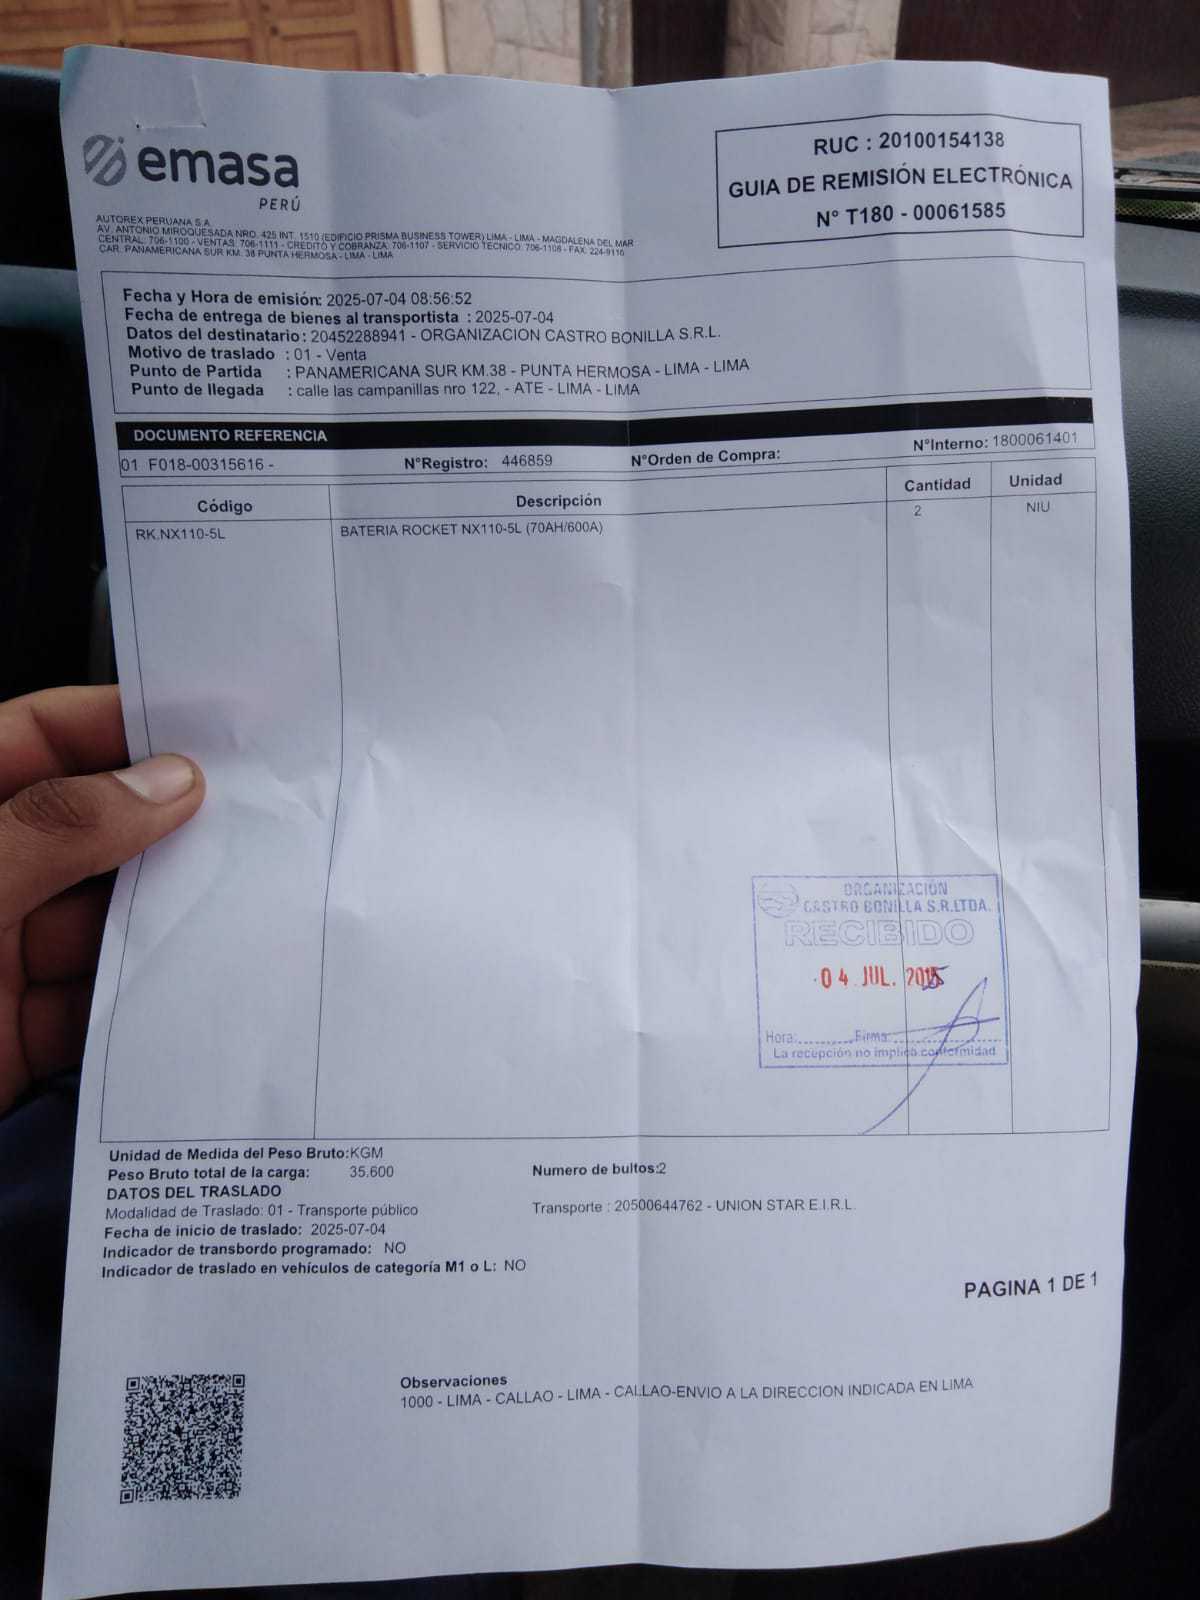 emasa
PERÚ
RUC : 20100154138
GUIA DE REMISIÓN ELECTRÓNICA
N° T180 - 00061585
AUTOREX PERUANA S.A.
AV. ANTONIO MIROQUESADA NRO. 425 INT. 1510 (EDIFICIO PRISMA BUSINESS TOWER) LIMA - LIMA - MAGDALENA DEL MAR
CENTRAL: 706-1100 - VENTAS: 706-1111 - CREDITO Y COBRANZA: 706-1107 - SERVICIO TECNICO: 706-1108 - FAX: 224-9116
CAR. PANAMERICANA SUR KM. 38 PUNTA HERMOSA - LIMA - LIMA
Fecha y Hora de emisión: 2025-07-04 08:56:52
Fecha de entrega de bienes al transportista : 2025-07-04
Datos del destinatario : 20452288941 - ORGANIZACION CASTRO BONILLA S.R.L.
Motivo de traslado : 01 - Venta
Punto de Partida : PANAMERICANA SUR KM.38 - PUNTA HERMOSA - LIMA - LIMA
Punto de llegada : calle las campanillas nro 122, - ATE - LIMA - LIMA
DOCUMENTO REFERENCIA
01 F018-00315616 - N°Registro: 446859 N°Orden de Compra: N°Interno: 1800061401
Código Descripción Cantidad Unidad
RK.NX110-5L BATERIA ROCKET NX110-5L (70AH/600A) 2 NIU
ORGANIZACIÓN
CASTRO BONILLA S.R.LTDA.
RECIBIDO
04 JUL. 2015
Hora:........... Firma:....................
La recepción no implica conformidad
Unidad de Medida del Peso Bruto:KGM
Peso Bruto total de la carga: 35.600 Numero de bultos:2
DATOS DEL TRASLADO
Modalidad de Traslado: 01 - Transporte público Transporte : 20500644762 - UNION STAR E.I.R.L.
Fecha de inicio de traslado: 2025-07-04
Indicador de transbordo programado: NO
Indicador de traslado en vehículos de categoría M1 o L: NO
PAGINA 1 DE 1
Observaciones
1000 - LIMA - CALLAO - LIMA - CALLAO-ENVIO A LA DIRECCION INDICADA EN LIMA